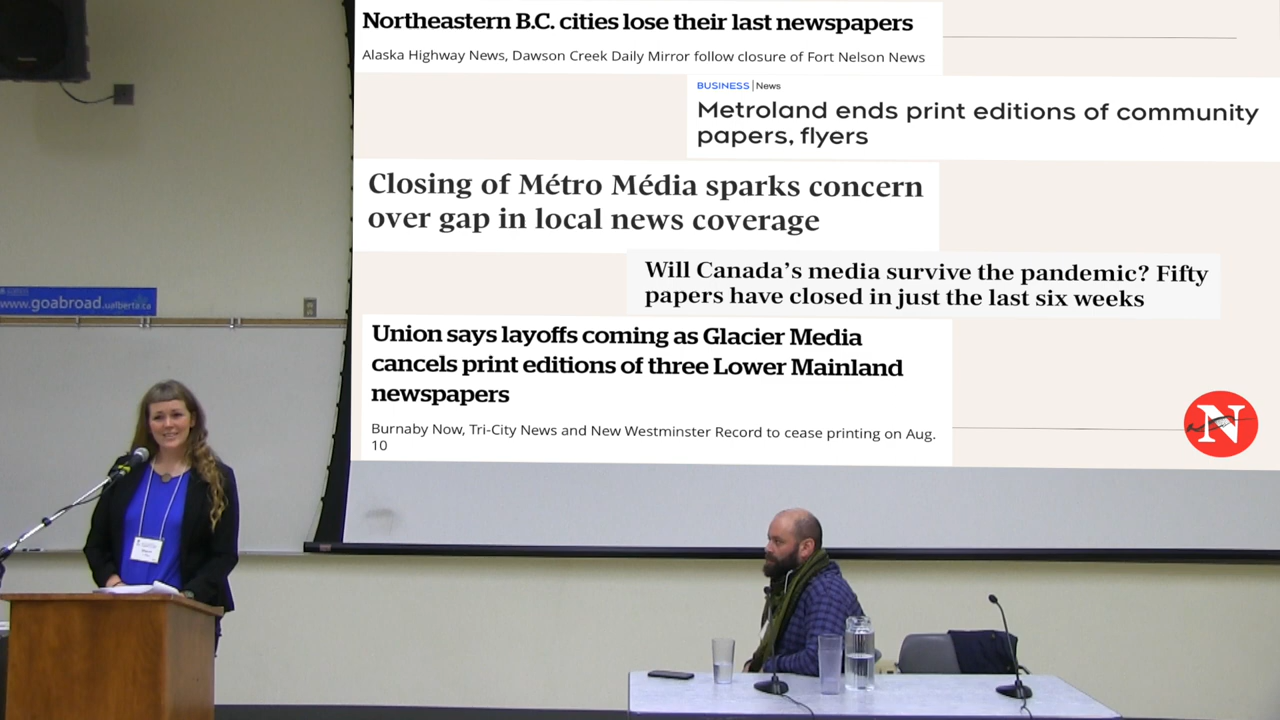 Northeastern B.C. cities lose their last newspapers
Alaska Highway News, Dawson Creek Daily Mirror follow closure of Fort Nelson News
BUSINESS | News
Metroland ends print editions of community
papers, flyers
Closing of Métro Média sparks concern
over gap in local news coverage
Will Canada’s media survive the pandemic? Fifty
papers have closed in just the last six weeks
Union says layoffs coming as Glacier Media
cancels print editions of three Lower Mainland
newspapers
Burnaby Now, Tri-City News and New Westminster Record to cease printing on Aug.
10
N
www.goabroad.ualberta.ca